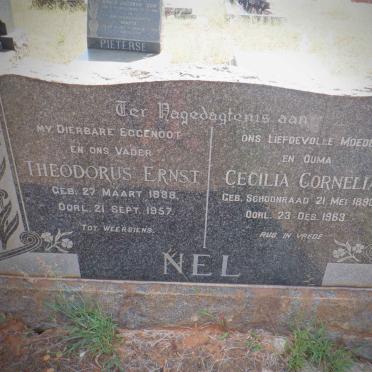 PIETERSE
Ter Nagedagtenis aan
MY DIERBARE EGGENOOT
EN ONS VADER
THEODORUS ERNST
GEB. 27 MAART 1898
OORL. 21 SEPT. 1957
TOT WEERSIENS.
ONS LIEFDEVOLLE MOEDE
EN OUMA
CECILIA CORNELIA
GEB. SCHOONRAAD 21 MEI
OORL. 23 DES.
RUS IN VREDE
NEL